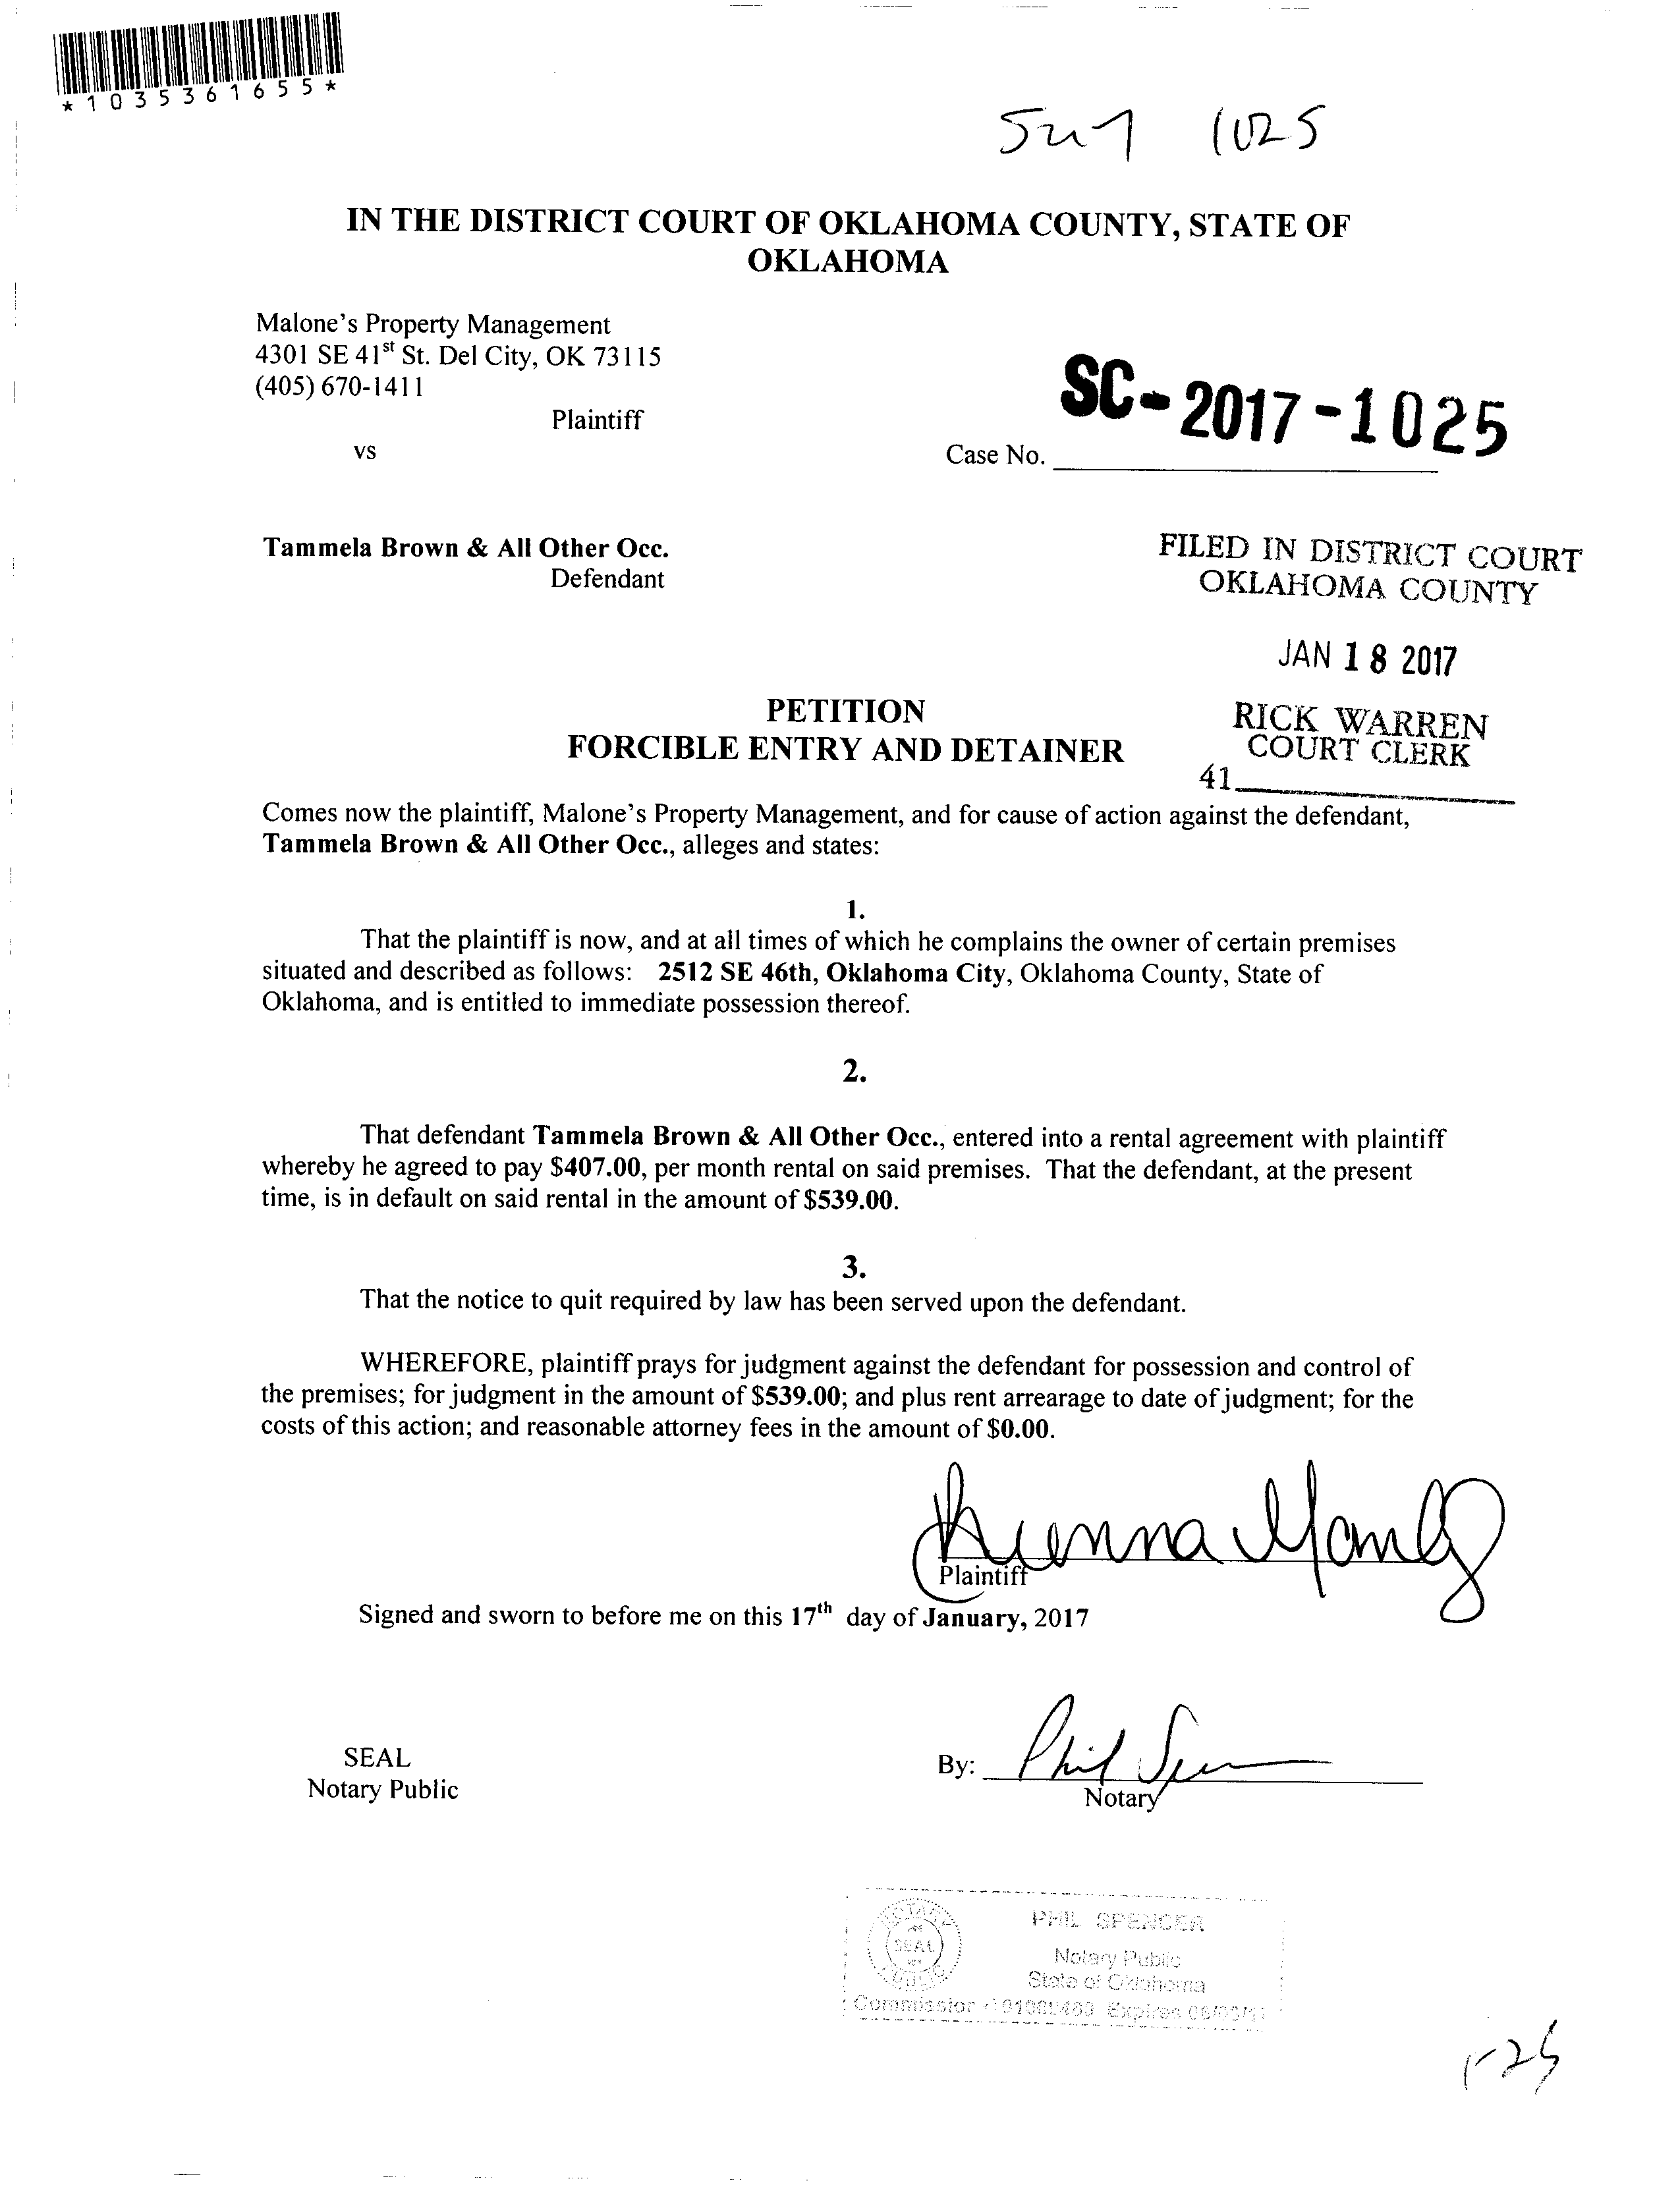 *1035361655*
1025
IN THE DISTRICT COURT OF OKLAHOMA COUNTY, STATE OF
OKLAHOMA
Malone's Property Management
4301 SE 41st St. Del City, OK 73115
(405) 670-1411
Plaintiff
vs
SC-2017-1025
Case No.
Tammela Brown & All Other Occ.
Defendant
FILED IN DISTRICT COURT
OKLAHOMA COUNTY
JAN 18 2017
RICK WARREN
COURT CLERK
41
PETITION
FORCIBLE ENTRY AND DETAINER
Comes now the plaintiff, Malone's Property Management, and for cause of action against the defendant,
Tammela Brown & All Other Occ., alleges and states:
1.
That the plaintiff is now, and at all times of which he complains the owner of certain premises
situated and described as follows: 2512 SE 46th, Oklahoma City, Oklahoma County, State of
Oklahoma, and is entitled to immediate possession thereof.
2.
That defendant Tammela Brown & All Other Occ., entered into a rental agreement with plaintiff
whereby he agreed to pay $407.00, per month rental on said premises. That the defendant, at the present
time, is in default on said rental in the amount of $539.00.
3.
That the notice to quit required by law has been served upon the defendant.
WHEREFORE, plaintiff prays for judgment against the defendant for possession and control of
the premises; for judgment in the amount of $539.00; and plus rent arrearage to date of judgment; for the
costs of this action; and reasonable attorney fees in the amount of $0.00.
Plaintiff
Signed and sworn to before me on this 17th day of January, 2017
SEAL
Notary Public
By: Phil
Notary
NOTARY
SEAL
PUBLIC
PHIL SPENCER
Notary Public
State of Oklahoma
Commission Expires